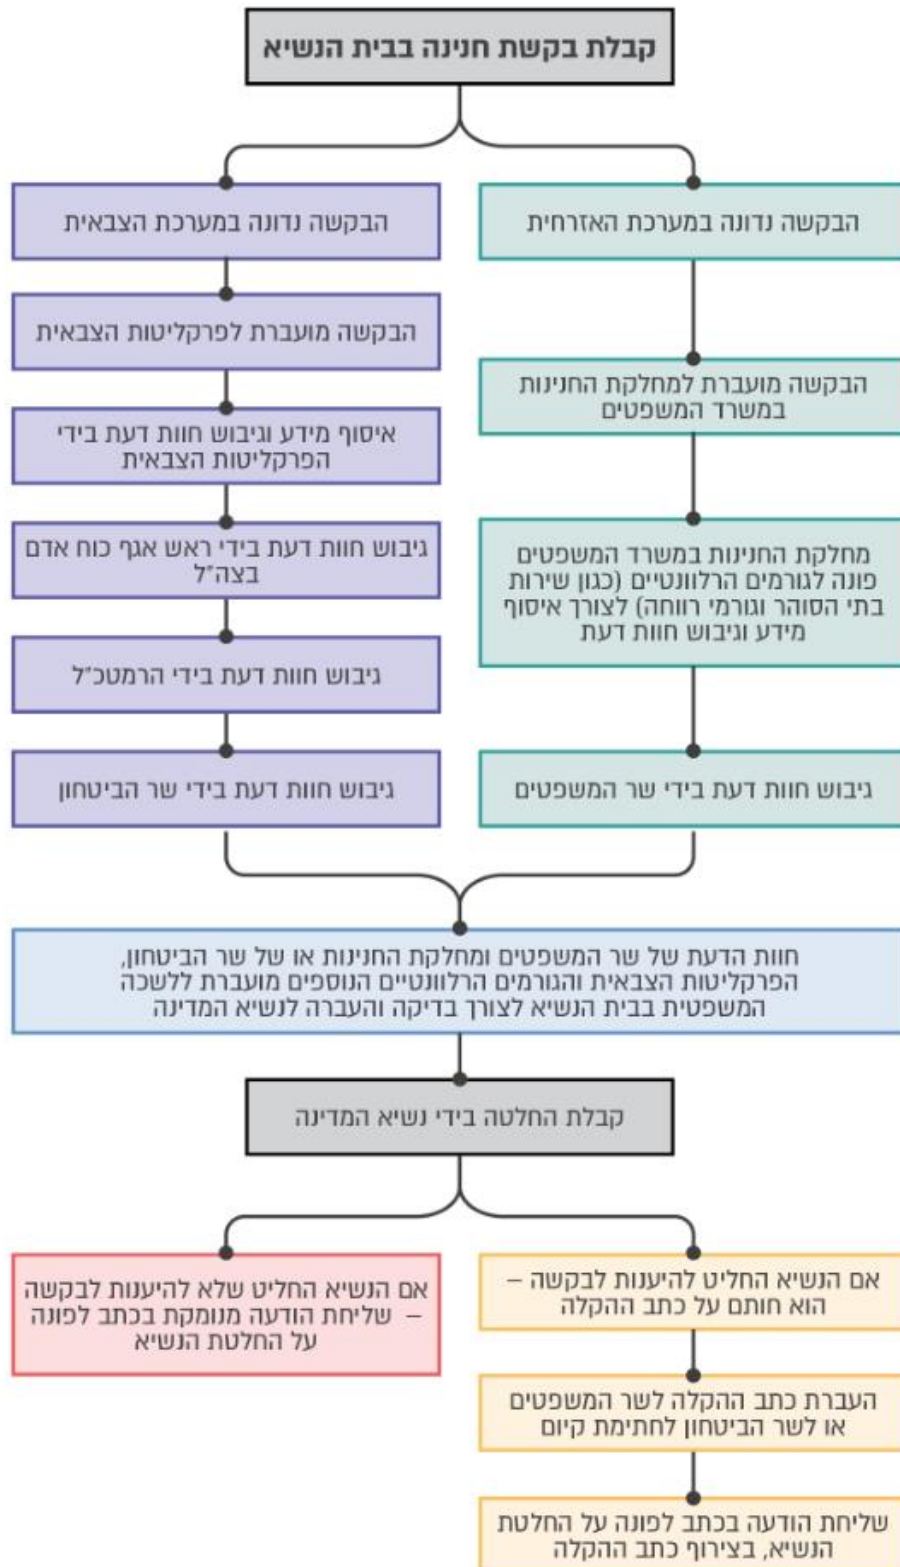 קבלת בקשת חנינה בבית הנשיא
הבקשה נדונה במערכת האזרחית
הבקשה מועברת למחלקת החנינות
במשרד המשפטים
מחלקת החנינות במשרד המשפטים
פונה לגורמים הרלוונטיים (כגון שירות
בתי הסוהר וגורמי רווחה) לצורך איסוף
מידע וגיבוש חוות דעת
גיבוש חוות דעת בידי שר המשפטים
הבקשה נדונה במערכת הצבאית
הבקשה מועברת לפרקליטות הצבאית
איסוף מידע וגיבוש חוות דעת בידי
הפרקליטות הצבאית
גיבוש חוות דעת בידי ראש אגף כוח אדם
בצה"ל
גיבוש חוות דעת בידי הרמטכ"ל
גיבוש חוות דעת בידי שר הביטחון
חוות הדעת של שר המשפטים ומחלקת החנינות או של שר הביטחון,
הפרקליטות הצבאית והגורמים הרלוונטיים הנוספים מועברת ללשכה
המשפטית בבית הנשיא לצורך בדיקה והעברה לנשיא המדינה
קבלת החלטה בידי נשיא המדינה
אם הנשיא החליט להיענות לבקשה –
הוא חותם על כתב ההקלה
העברת כתב ההקלה לשר המשפטים
או לשר הביטחון לחתימת קיום
שליחת הודעה בכתב לפונה על החלטת
הנשיא, בצירוף כתב ההקלה
אם הנשיא החליט שלא להיענות לבקשה
– שליחת הודעה מנומקת בכתב לפונה
על החלטת הנשיא